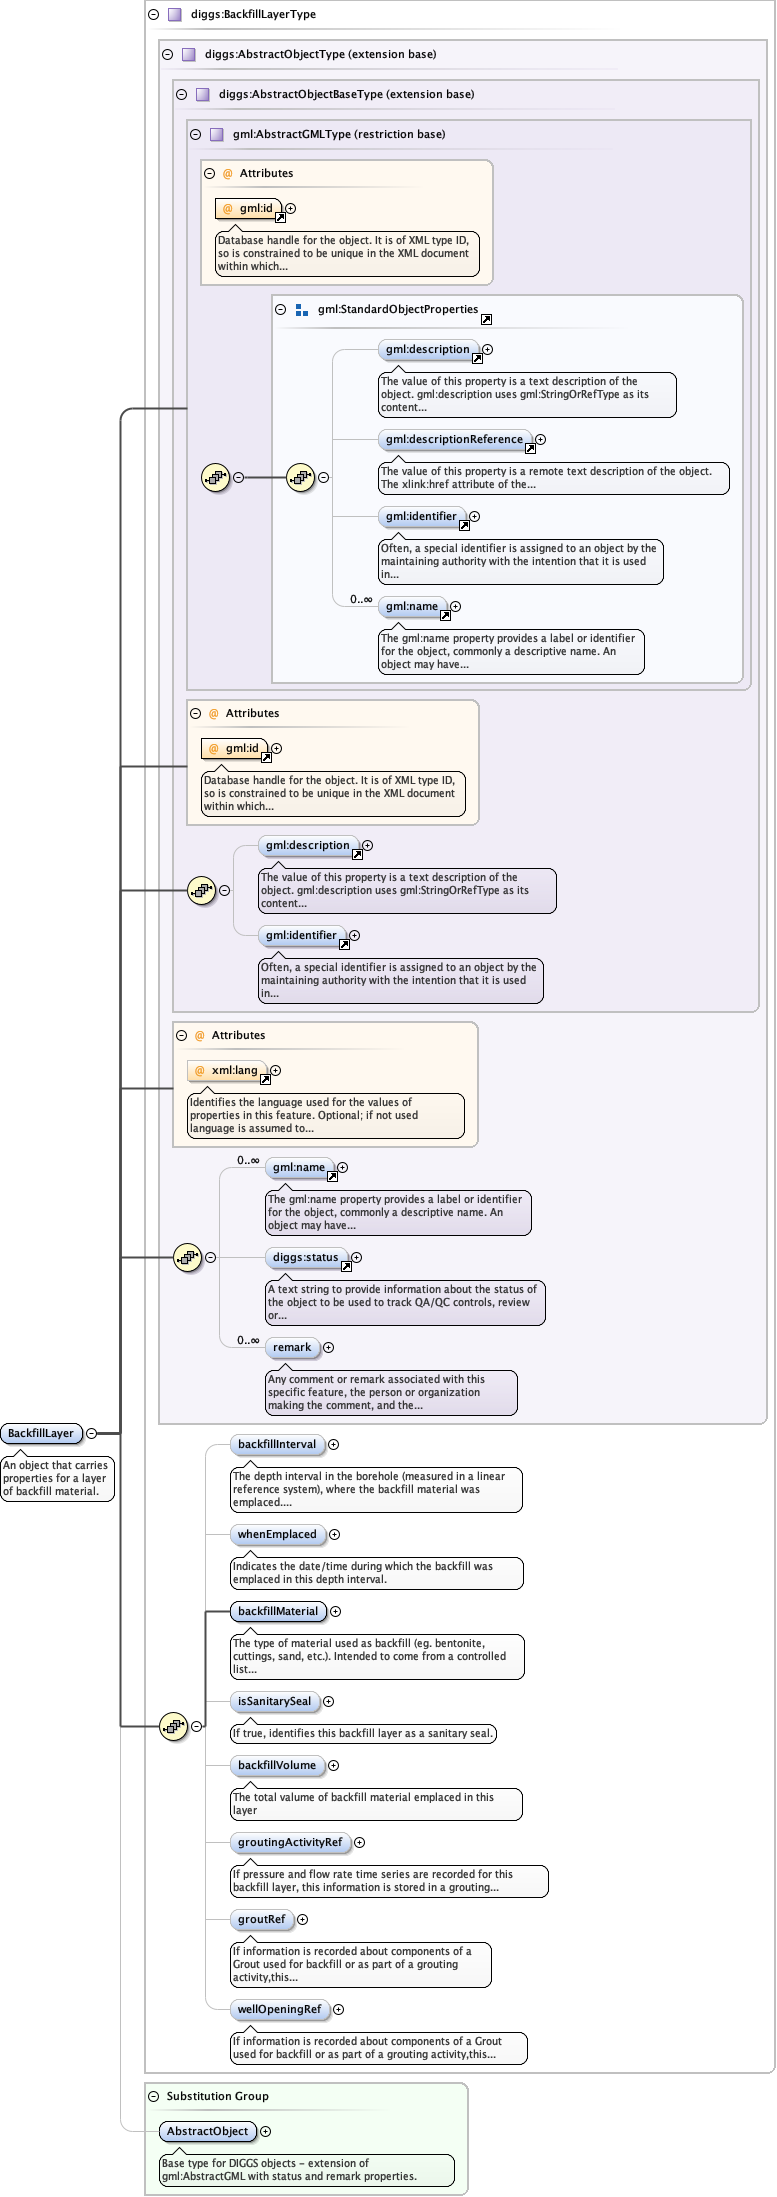 diggs:BackfillLayerType
diggs:AbstractObjectType (extension base)
diggs:AbstractObjectBaseType (extension base)
gml:AbstractGMLType (restriction base)
@ Attributes
@ gml:id
Database handle for the object. It is of XML type ID,
so is constrained to be unique in the XML document
within which...
gml:StandardObjectProperties
gml:description
The value of this property is a text description of the
object. gml:description uses gml:StringOrRefType as its
content...
gml:descriptionReference
The value of this property is a remote text description of the object.
The xlink:href attribute of the...
gml:identifier
Often, a special identifier is assigned to an object by the
maintaining authority with the intention that it is used
in...
0..∞
gml:name
The gml:name property provides a label or identifier
for the object, commonly a descriptive name. An
object may have...
@ Attributes
@ gml:id
Database handle for the object. It is of XML type ID,
so is constrained to be unique in the XML document
within which...
gml:description
The value of this property is a text description of the
object. gml:description uses gml:StringOrRefType as its
content...
gml:identifier
Often, a special identifier is assigned to an object by the
maintaining authority with the intention that it is used
in...
@ Attributes
@ xml:lang
Identifies the language used for the values of
properties in this feature. Optional; if not used
language is assumed to...
0..∞
gml:name
The gml:name property provides a label or identifier
for the object, commonly a descriptive name. An
object may have...
diggs:status
A text string to provide information about the status of
the object to be used to track QA/QC controls, review
or...
0..∞
remark
Any comment or remark associated with this
specific feature, the person or organization
making the comment, and the...
BackfillLayer
An object that carries
properties for a layer
of backfill material.
backfillInterval
The depth interval in the borehole (measured in a linear
reference system), where the backfill material was
emplaced....
whenEmplaced
Indicates the date/time during which the backfill was
emplaced in this depth interval.
backfillMaterial
The type of material used as backfill (eg. bentonite,
cuttings, sand, etc.). Intended to come from a controlled
list...
isSanitarySeal
If true, identifies this backfill layer as a sanitary seal.
backfillVolume
The total valume of backfill material emplaced in this
layer
groutingActivityRef
If pressure and flow rate time series are recorded for this
backfill layer, this information is stored in a grouting...
groutRef
If information is recorded about components of a
Grout used for backfill or as part of a grouting
activity,this...
wellOpeningRef
If information is recorded about components of a Grout
used for backfill or as part of a grouting activity,this...
Substitution Group
AbstractObject
Base type for DIGGS objects - extension of
gml:AbstractGML with status and remark properties.